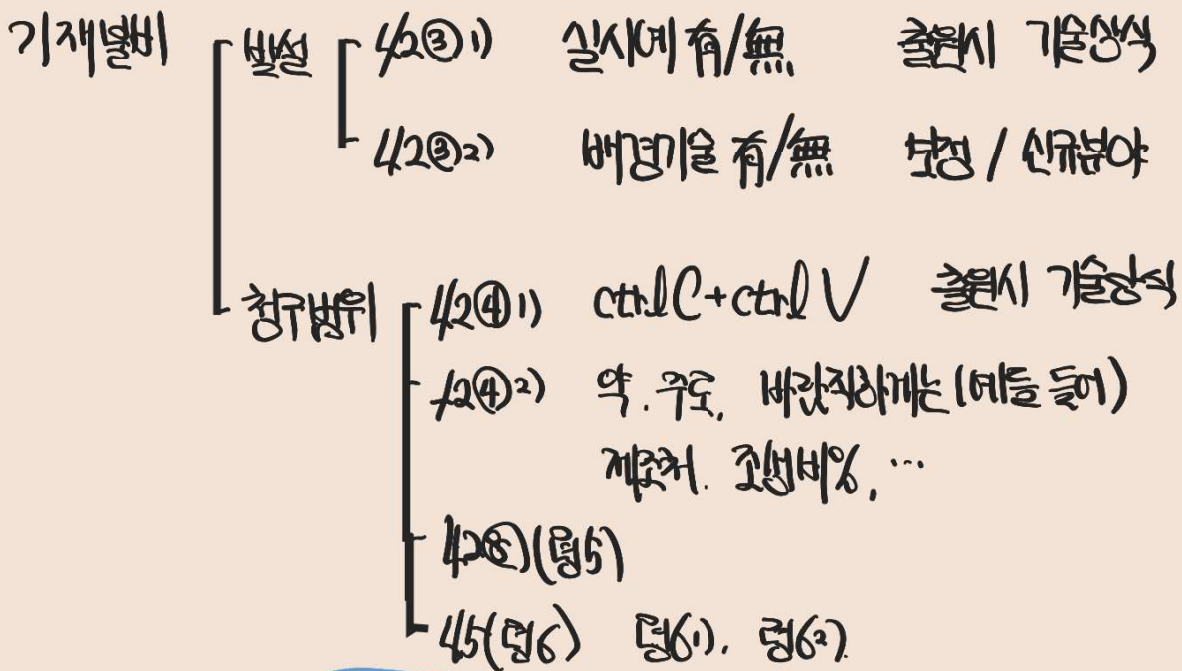 기재불비
발설 42③1) 실시예 有/無 출원시 기술상식
42③2) 배경기술 有/無 보정 / 신규분야
청구범위 42④1) ctrl C + ctrl V 출원시 기술상식
42④2) 약. 주로, 바람직하게는 (예를 들어)
제조처. 조성비%, …
42⑧ (령5)
45(령6) 령61). 령62).